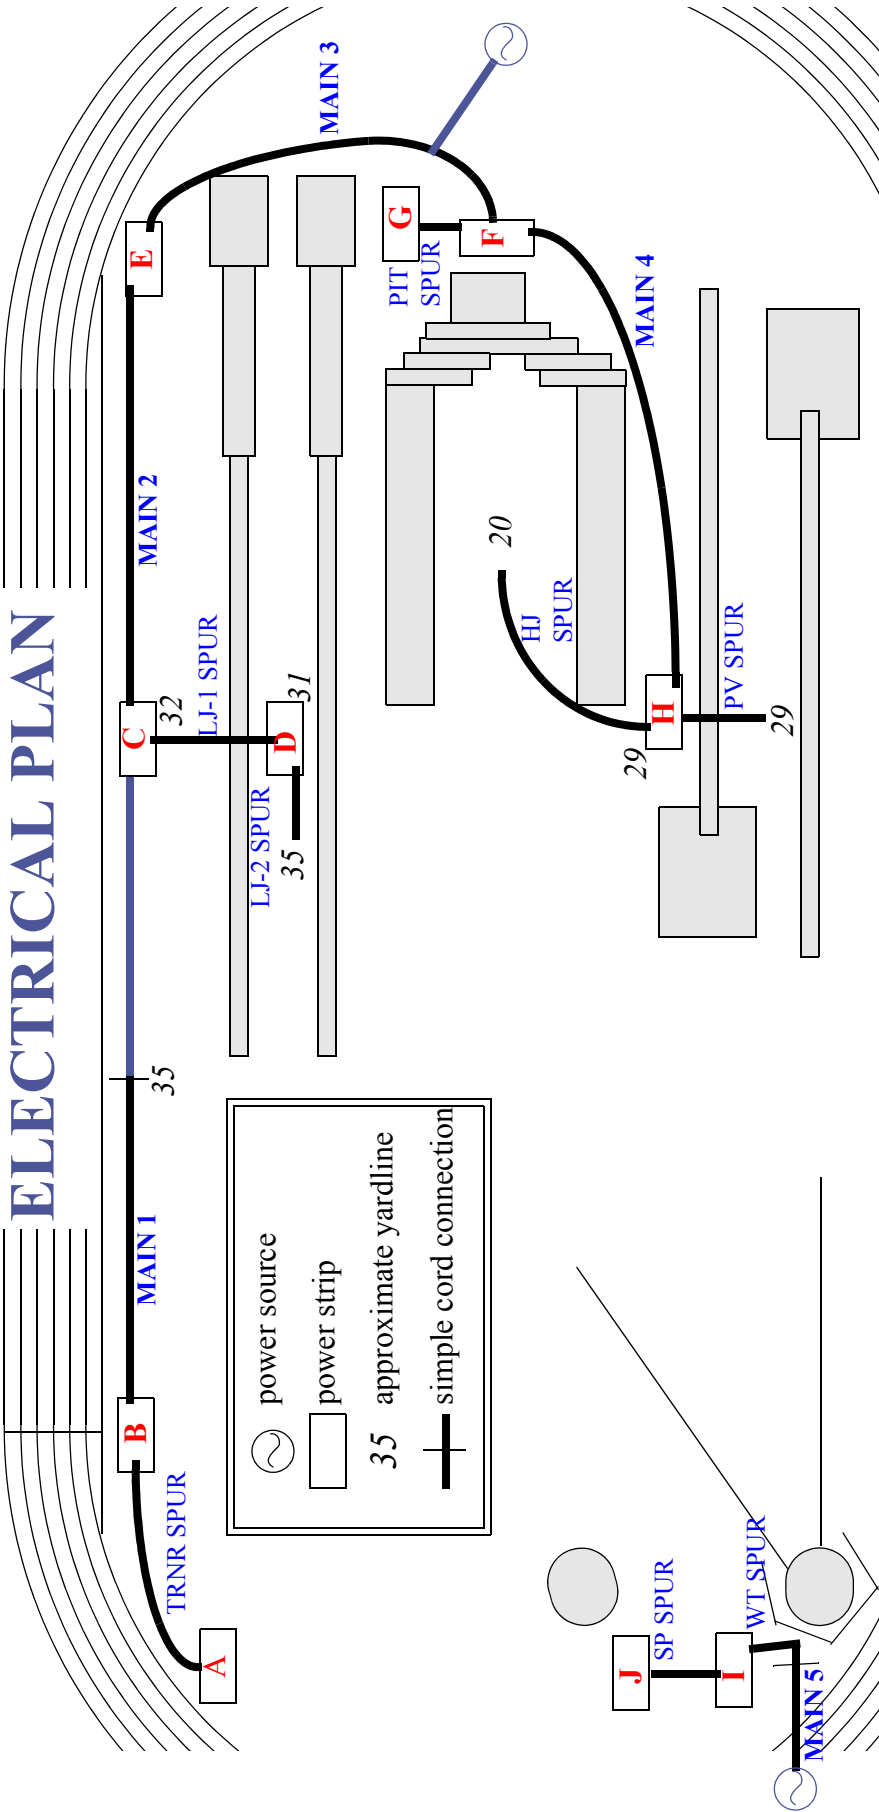 ELECTRICAL PLAN
TRNR SPUR
A
B
MAIN 1
35
C
32
MAIN 2
E
MAIN 3
LJ-1 SPUR
D
31
LJ-2 SPUR
35
G
PIT
SPUR
F
MAIN 4
20
HJ
SPUR
29
H
PV SPUR
29
power source
power strip
35 approximate yardline
simple cord connection
J
SP SPUR
I
WT SPUR
MAIN 5